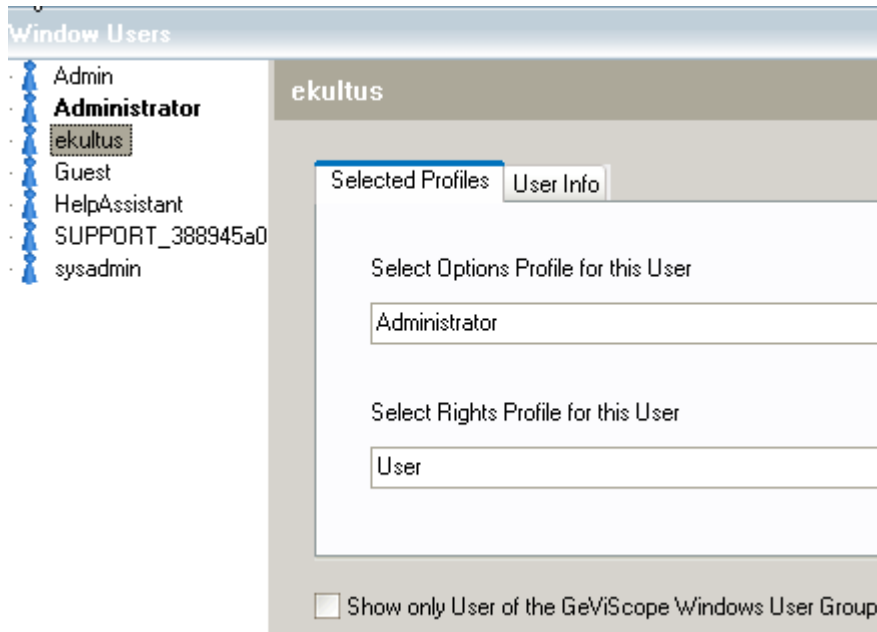 Window Users
Admin
Administrator
ekultus
Guest
HelpAssistant
SUPPORT_388945a0
sysadmin
ekultus
Selected Profiles
User Info
Select Options Profile for this User
Administrator
Select Rights Profile for this User
User
Show only User of the GeViScope Windows User Group